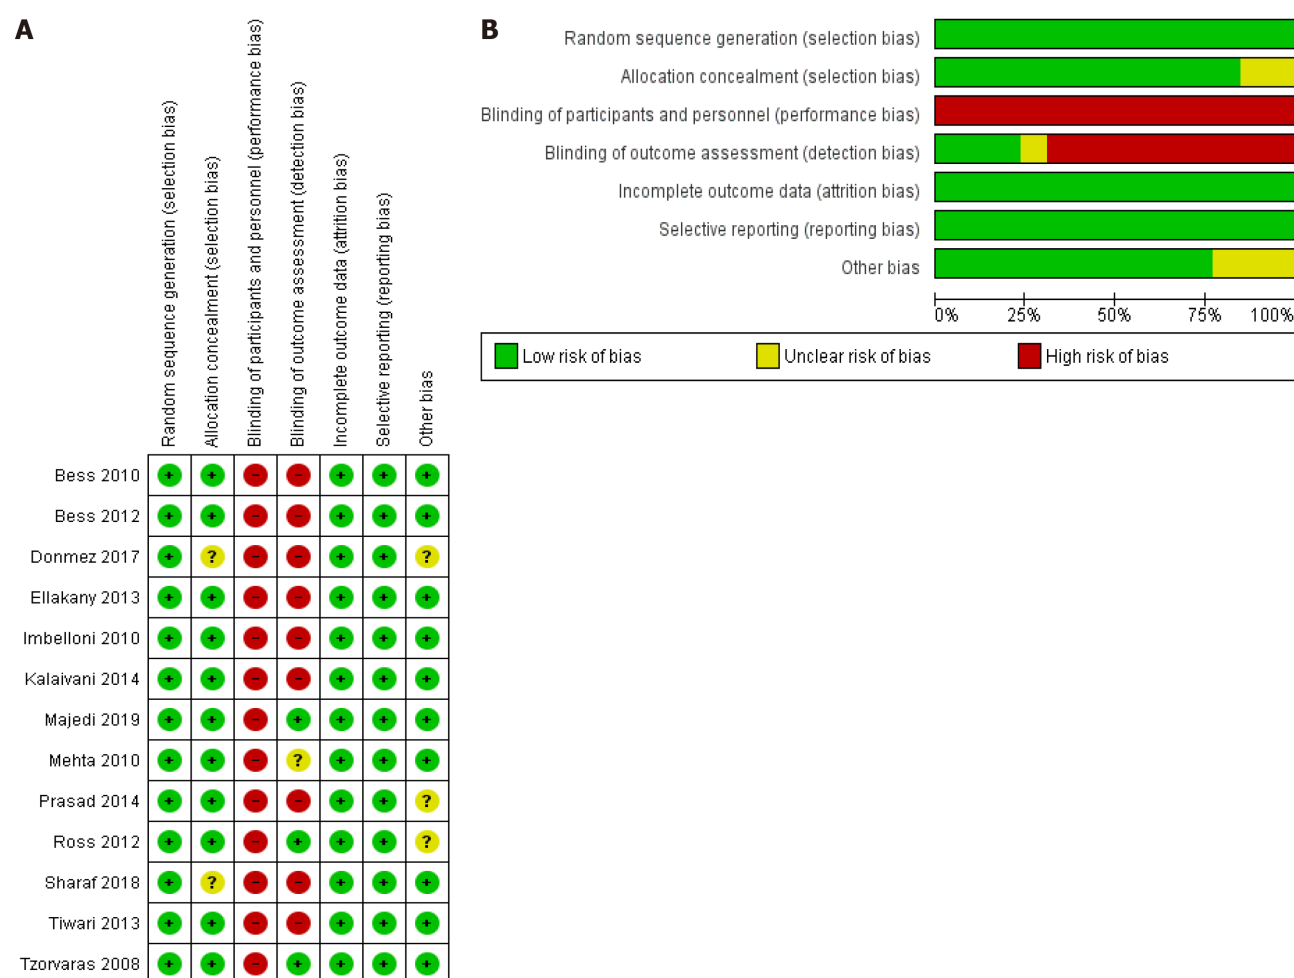 A
Random sequence generation (selection bias)
Allocation concealment (selection bias)
Blinding of participants and personnel (performance bias)
Blinding of outcome assessment (detection bias)
Incomplete outcome data (attrition bias)
Selective reporting (reporting bias)
Other bias
Bess 2010 + + - - + + +
Bess 2012 + + - - + + +
Donmez 2017 + ? - - + + ?
Ellakany 2013 + + - - + + +
Imbelloni 2010 + + - - + + +
Kalaivani 2014 + + - - + + +
Majedi 2019 + + - + + + +
Mehta 2010 + + - ? + + +
Prasad 2014 + + - - + + ?
Ross 2012 + + - + + + ?
Sharaf 2018 + ? - - + + +
Tiwari 2013 + + - - + + +
Tzorvaras 2008 + + - + + + +
B
Random sequence generation (selection bias)
Allocation concealment (selection bias)
Blinding of participants and personnel (performance bias)
Blinding of outcome assessment (detection bias)
Incomplete outcome data (attrition bias)
Selective reporting (reporting bias)
Other bias
0% 25% 50% 75% 100%
Low risk of bias Unclear risk of bias High risk of bias